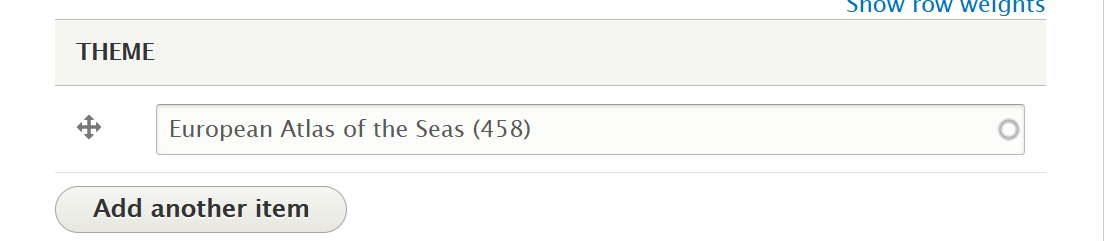 Show row weights
THEME
European Atlas of the Seas (458)
Add another item